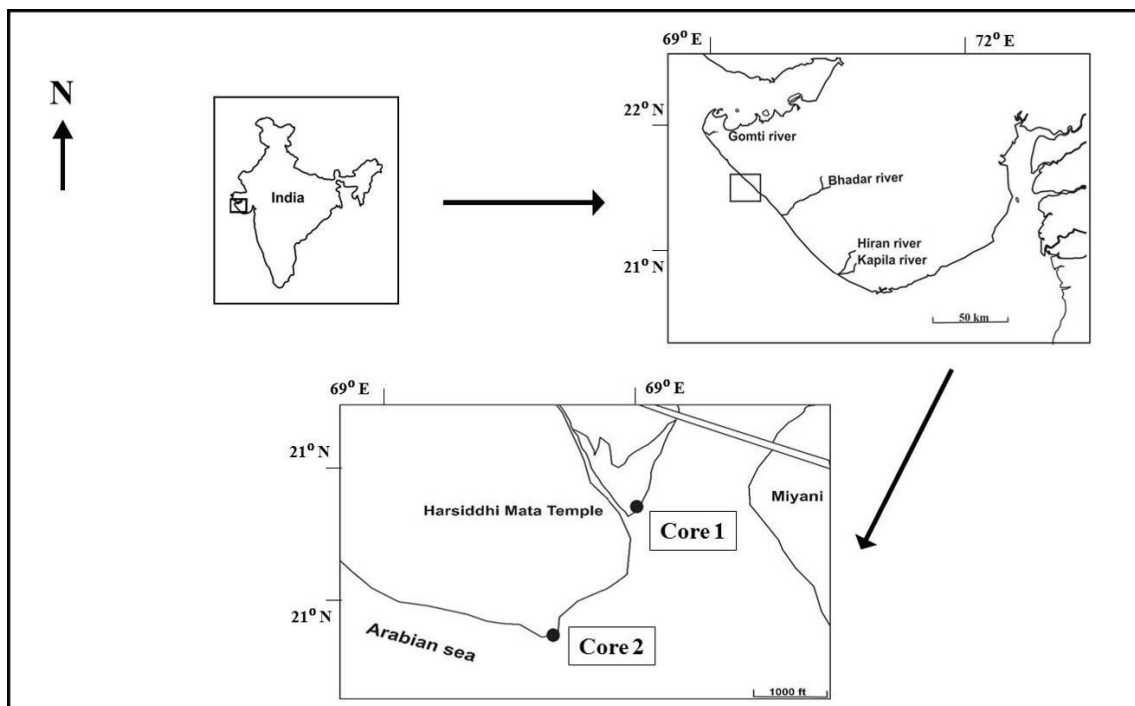 N
India
69° E
72° E
22° N
21° N
Gomti river
Bhadar river
Hiran river
Kapila river
50 km
69° E
69° E
21° N
21° N
Harsiddhi Mata Temple
Miyani
Core 1
Core 2
Arabian sea
1000 ft